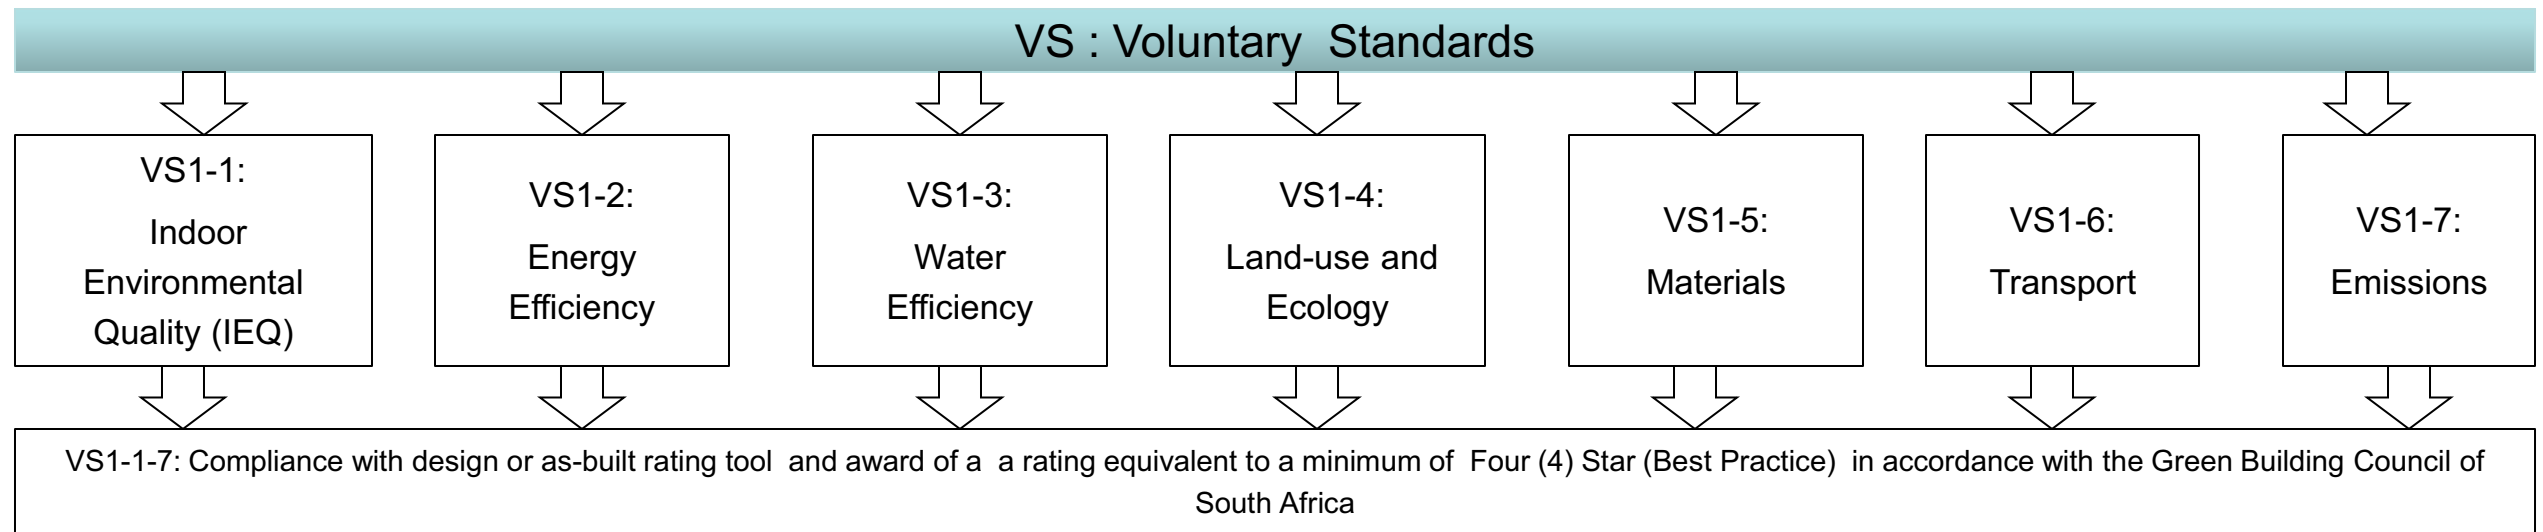 VS : Voluntary  Standards
VS1-1:
Indoor
Environmental
Quality (IEQ)
VS1-2:
Energy
Efficiency
VS1-3:
Water
Efficiency
VS1-4:
Land-use and
Ecology
VS1-5:
Materials
VS1-6:
Transport
VS1-7:
Emissions
VS1-1-7: Compliance with design or as-built rating tool  and award of a  a rating equivalent to a minimum of  Four (4) Star (Best Practice)  in accordance with the Green Building Council of
South Africa